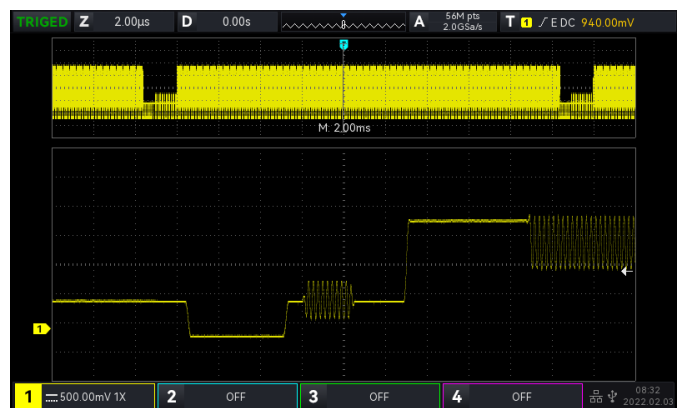 TRIGED Z 2.00µs D 0.00s A 56M pts 2.0GSa/s T 1 E DC 940.00mV
M: 2.00ms
1
1 500.00mV 1X 2 OFF 3 OFF 4 OFF 08:32
2022.02.03